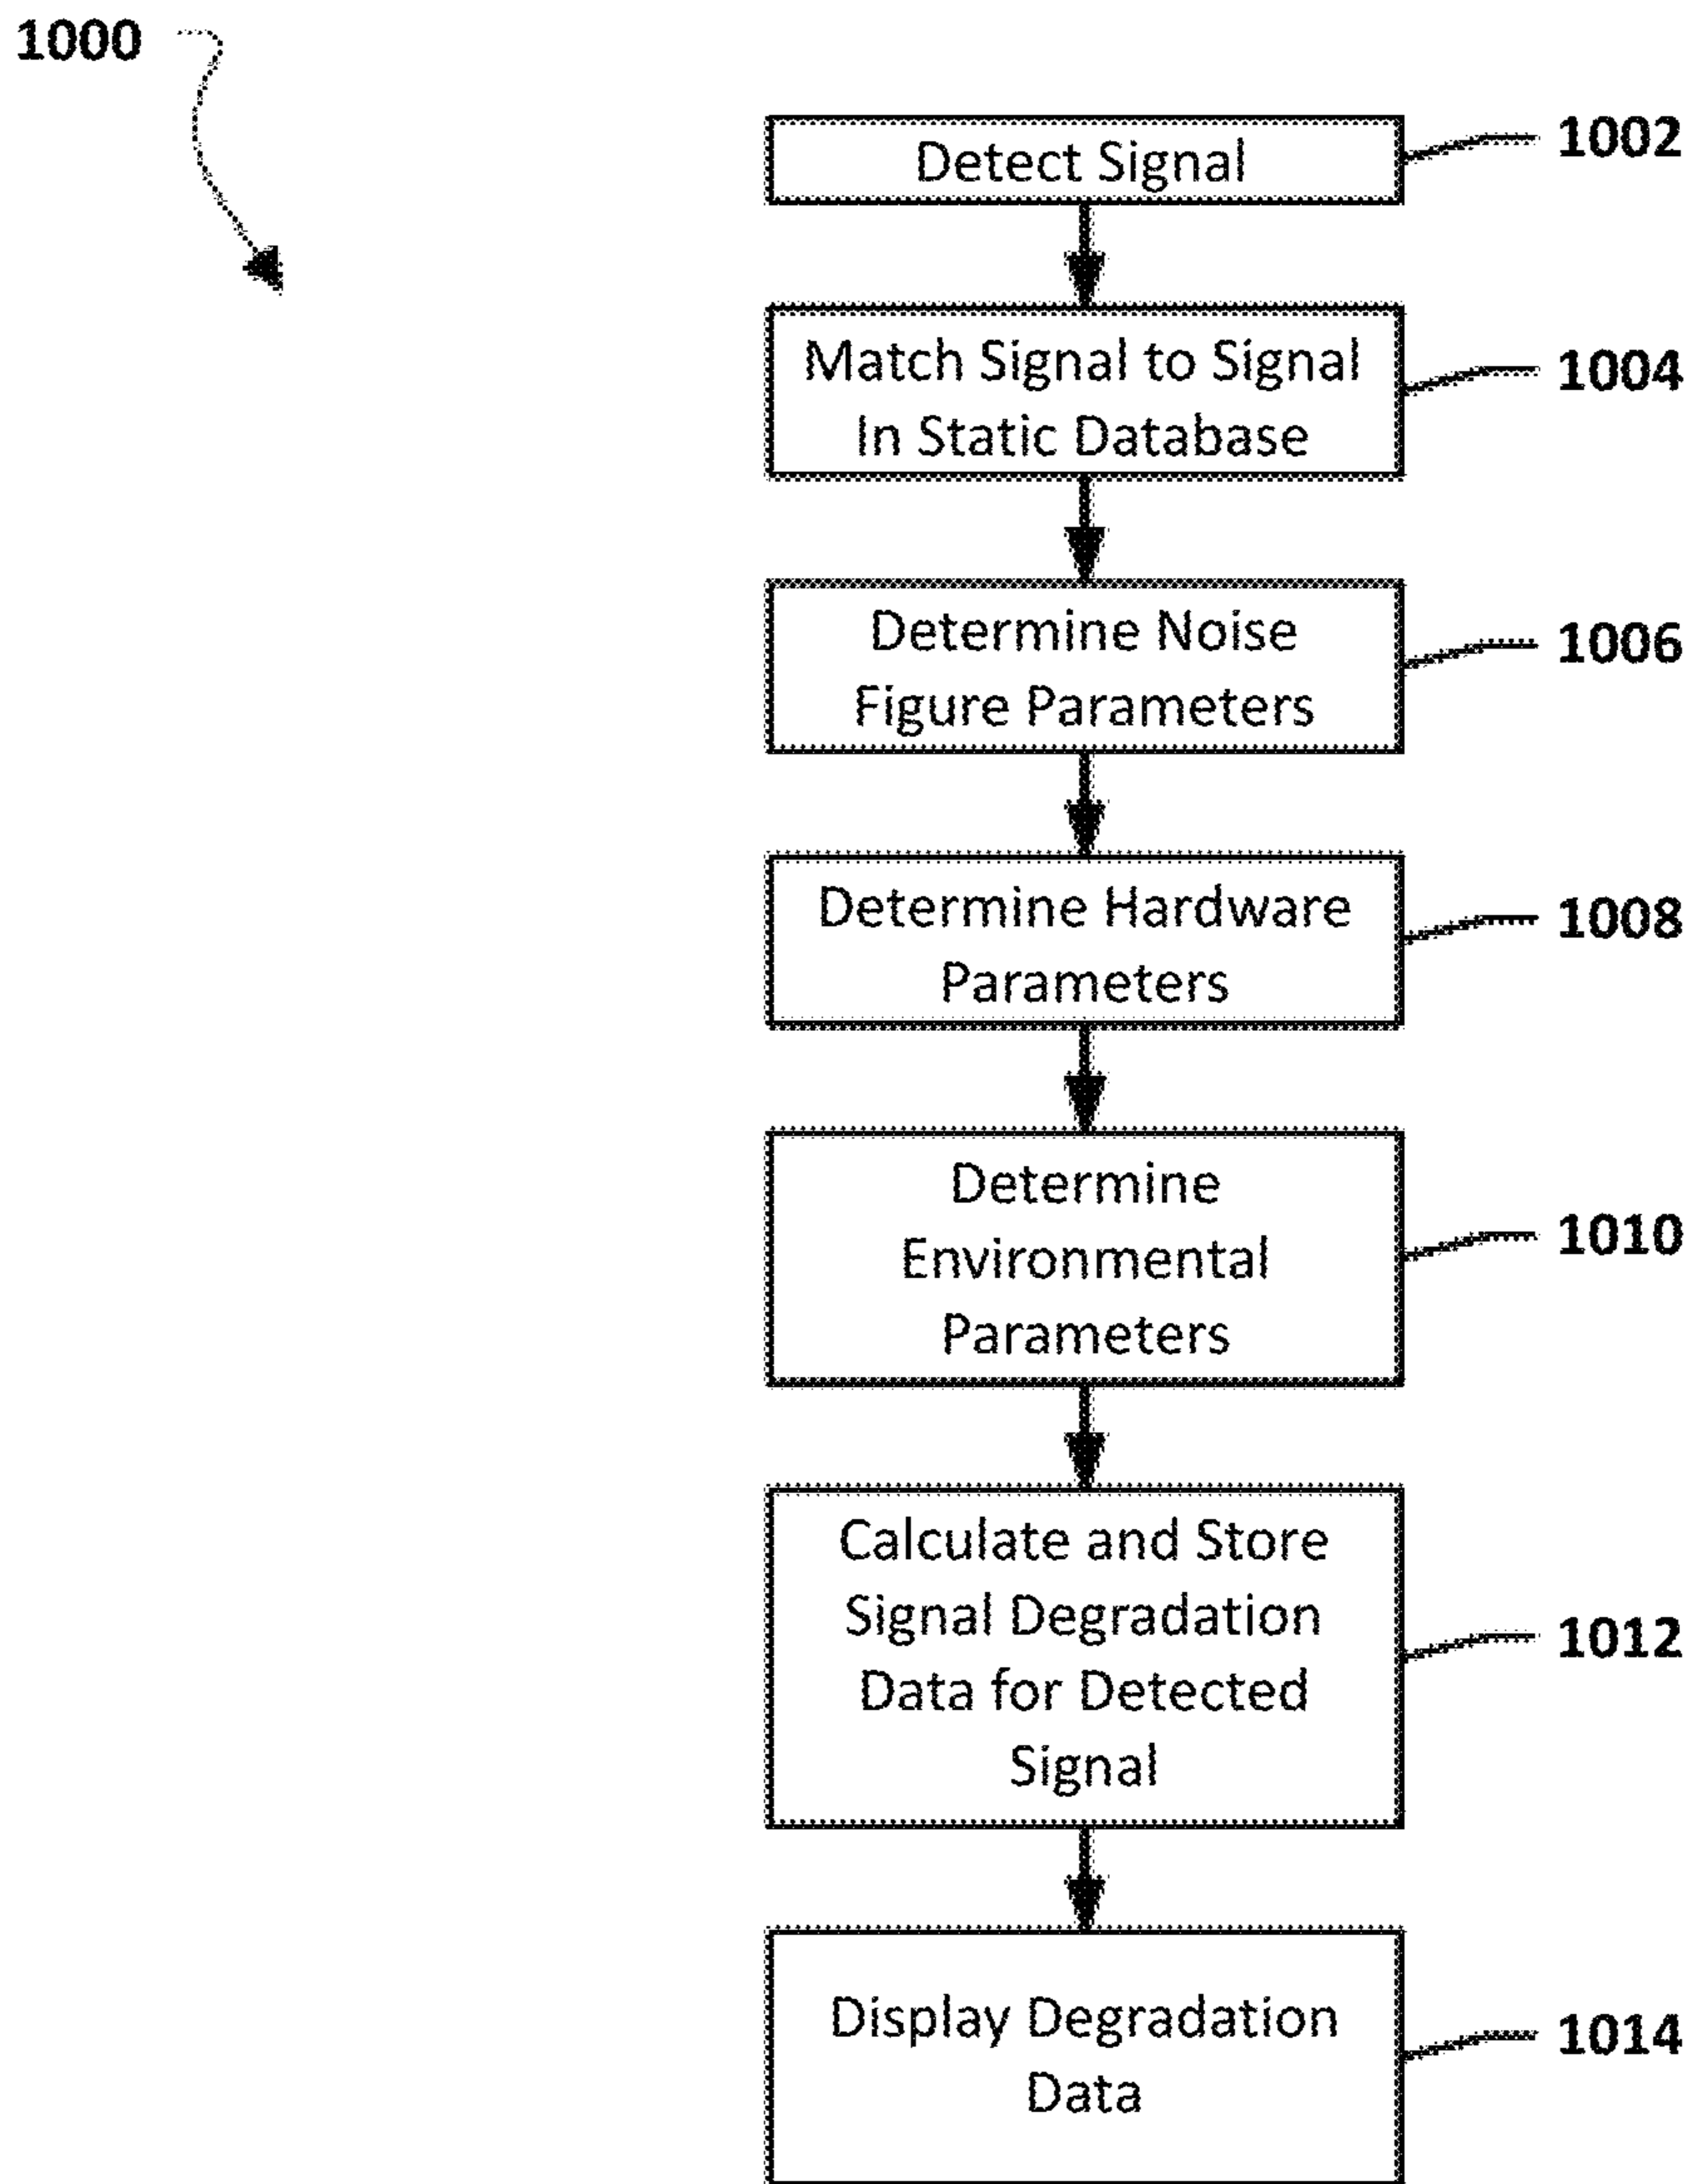 1000
Detect Signal
1002
Match Signal to Signal
In Static Database
1004
Determine Noise
Figure Parameters
1006
Determine Hardware
Parameters
1008
Determine
Environmental
Parameters
1010
Calculate and Store
Signal Degradation
Data for Detected
Signal
1012
Display Degradation
Data
1014